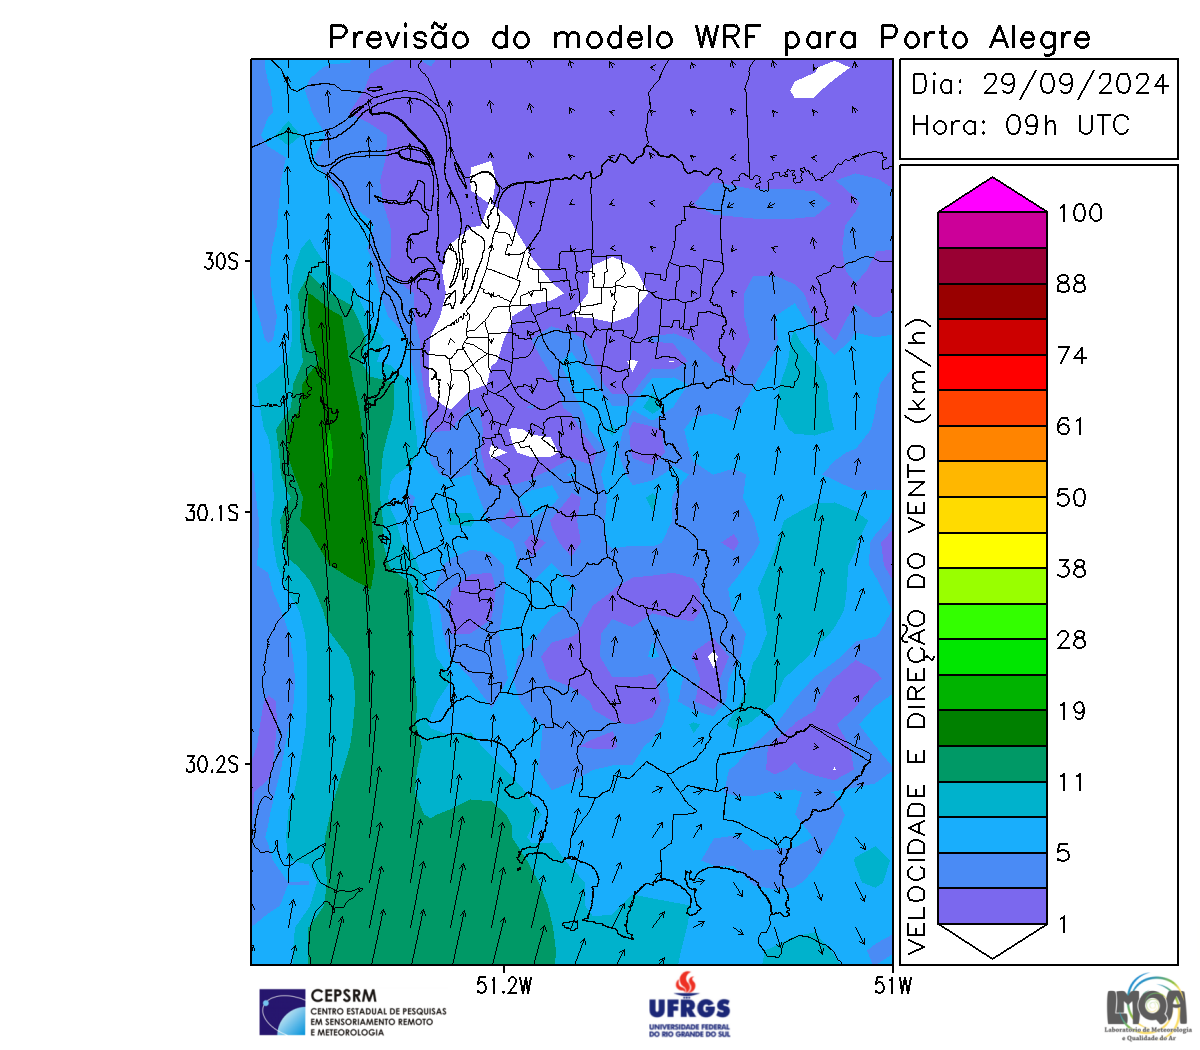 Previsão do modelo WRF para Porto Alegre
Dia: 29/09/2024
Hora: 09h UTC
30S
30.1S
30.2S
51.2W
51W
VELOCIDADE E DIREÇÃO DO VENTO (km/h)
100
88
74
61
50
38
28
19
11
5
1
CEPSRM
CENTRO ESTADUAL DE PESQUISAS
EM SENSORIAMENTO REMOTO
E METEOROLOGIA
UFRGS
UNIVERSIDADE FEDERAL
DO RIO GRANDE DO SUL
LMQA
Laboratório de Meteorologia
e Qualidade do Ar